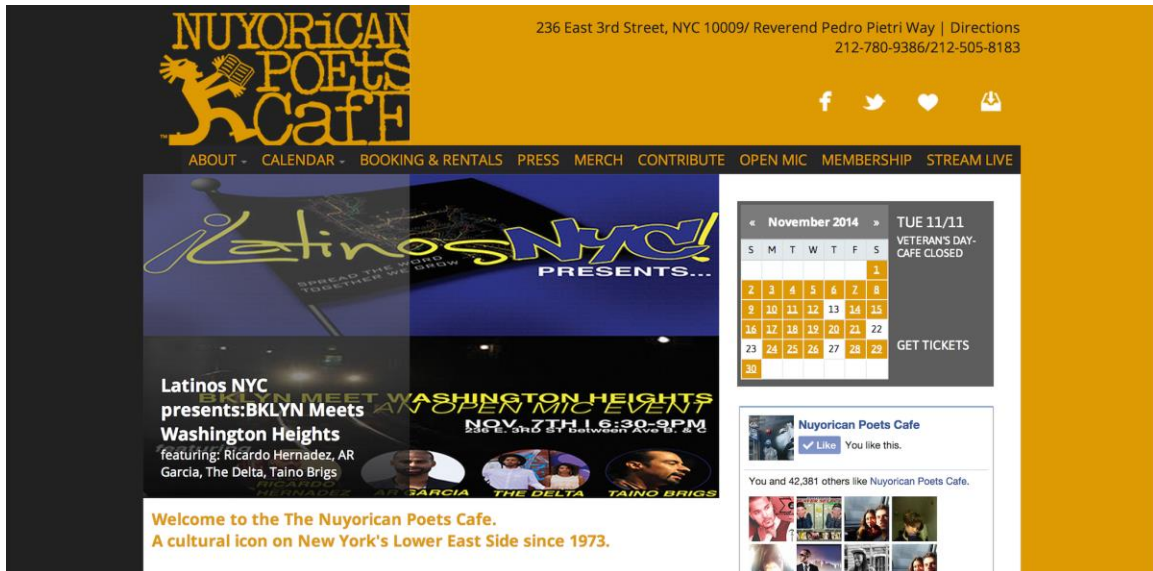 NUYORiCAN
POEtS
CafE
TM
236 East 3rd Street, NYC 10009/ Reverend Pedro Pietri Way | Directions
212-780-9386/212-505-8183
ABOUT CALENDAR BOOKING & RENTALS PRESS MERCH CONTRIBUTE OPEN MIC MEMBERSHIP STREAM LIVE
¡Latinos NYC!
PRESENTS...
SPREAD THE WORD
TOGETHER WE GROW
BKLYN MEET WASHINGTON HEIGHTS
AN OPEN MIC EVENT
NOV. 7TH | 6:30-9PM
236 E. 3RD ST between Ave B. & C
featuring
RICARDO
HERNADEZ AR GARCIA THE DELTA TAINO BRIGS
Latinos NYC
presents:BKLYN Meets
Washington Heights
featuring: Ricardo Hernadez, AR
Garcia, The Delta, Taino Brigs
Welcome to the The Nuyorican Poets Cafe.
A cultural icon on New York's Lower East Side since 1973.
« November 2014 »
S M T W T F S
1
2 3 4 5 6 7 8
9 10 11 12 13 14 15
16 17 18 19 20 21 22
23 24 25 26 27 28 29
30
TUE 11/11
VETERAN'S DAY-
CAFE CLOSED
GET TICKETS
Nuyorican Poets Cafe
Like You like this.
You and 42,381 others like Nuyorican Poets Cafe.